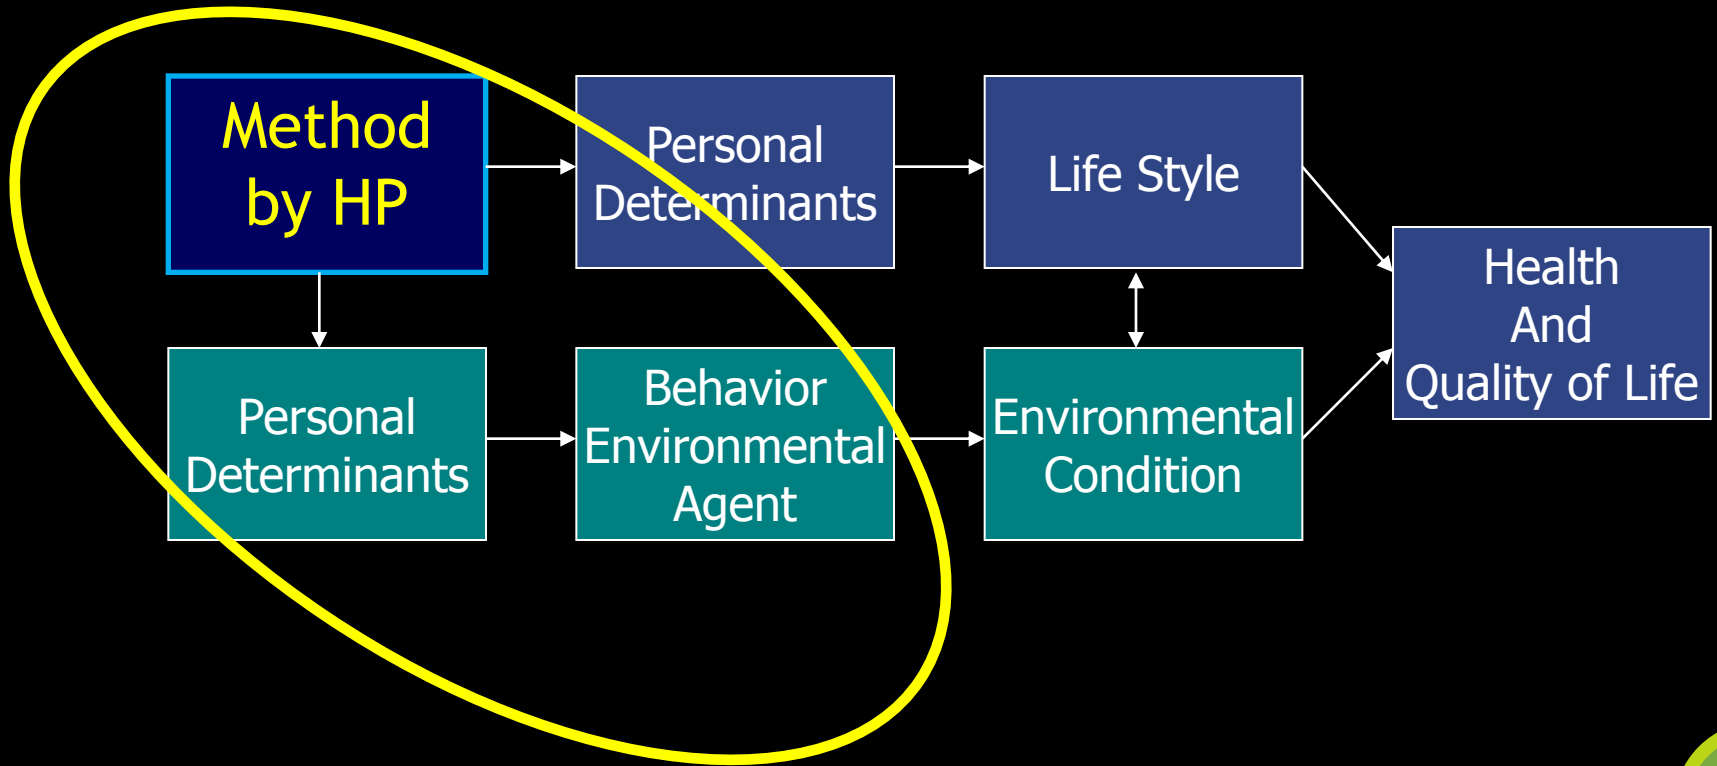 Method
by HP
Personal
Determinants
Life Style
Health
And
Quality of Life
Personal
Determinants
Behavior
Environmental
Agent
Environmental
Condition